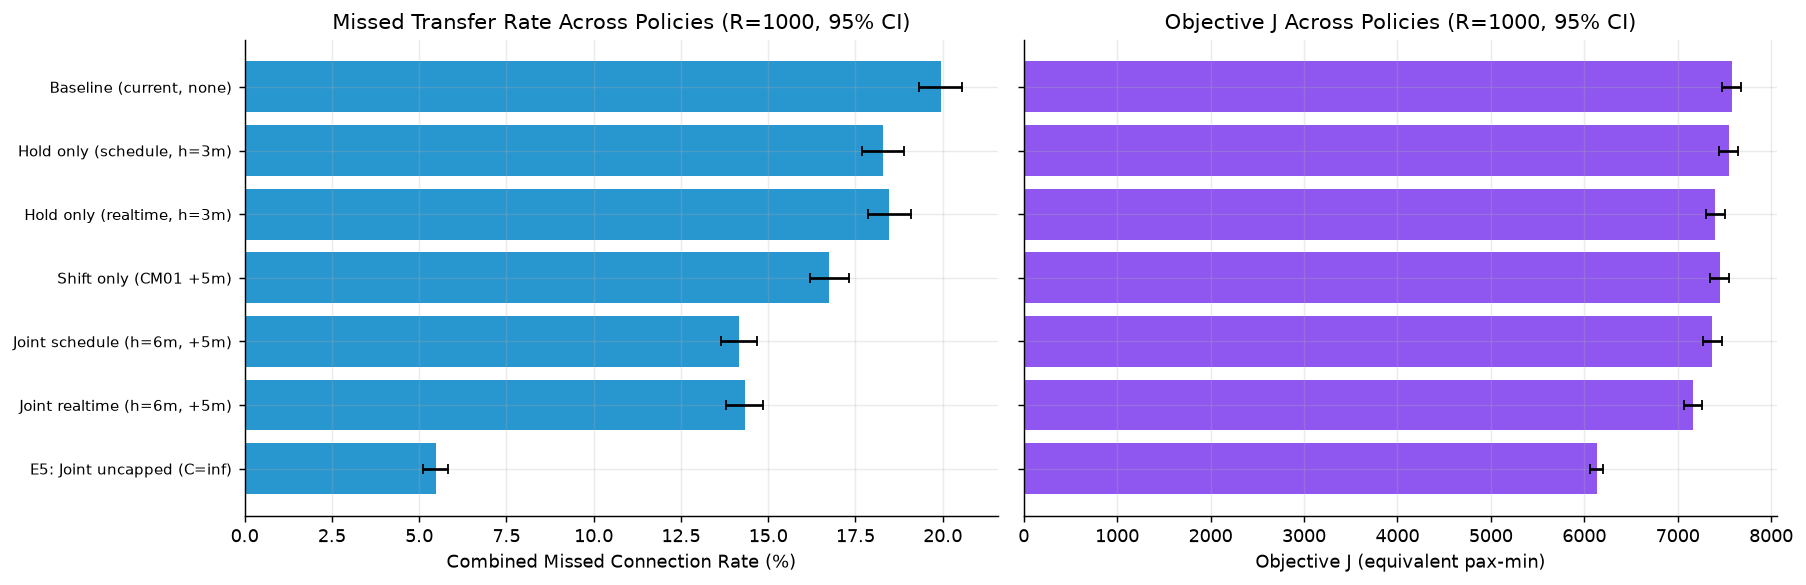 Missed Transfer Rate Across Policies (R=1000, 95% CI)
Baseline (current, none)
Hold only (schedule, h=3m)
Hold only (realtime, h=3m)
Shift only (CM01 +5m)
Joint schedule (h=6m, +5m)
Joint realtime (h=6m, +5m)
E5: Joint uncapped (C=inf)
0.0 2.5 5.0 7.5 10.0 12.5 15.0 17.5 20.0
Combined Missed Connection Rate (%)
Objective J Across Policies (R=1000, 95% CI)
0 1000 2000 3000 4000 5000 6000 7000 8000
Objective J (equivalent pax-min)